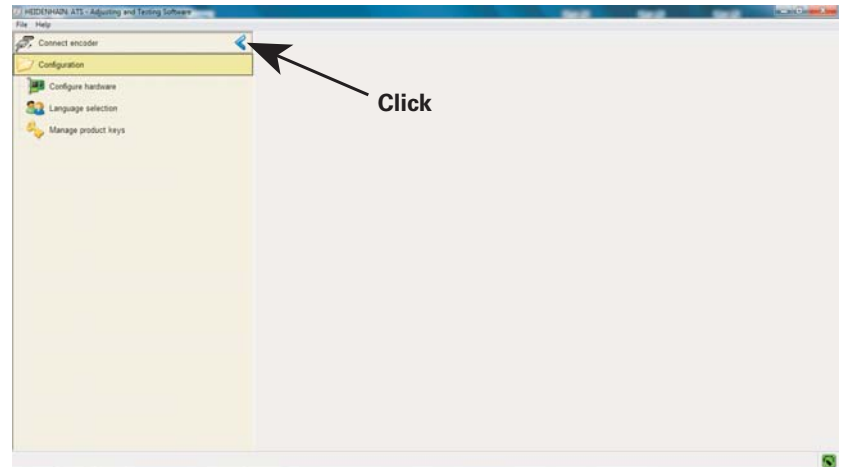 HEIDENHAIN: ATS - Adjusting and Testing Software
File Help
Connect encoder
Configuration
Click
Configure hardware
Language selection
Manage product keys